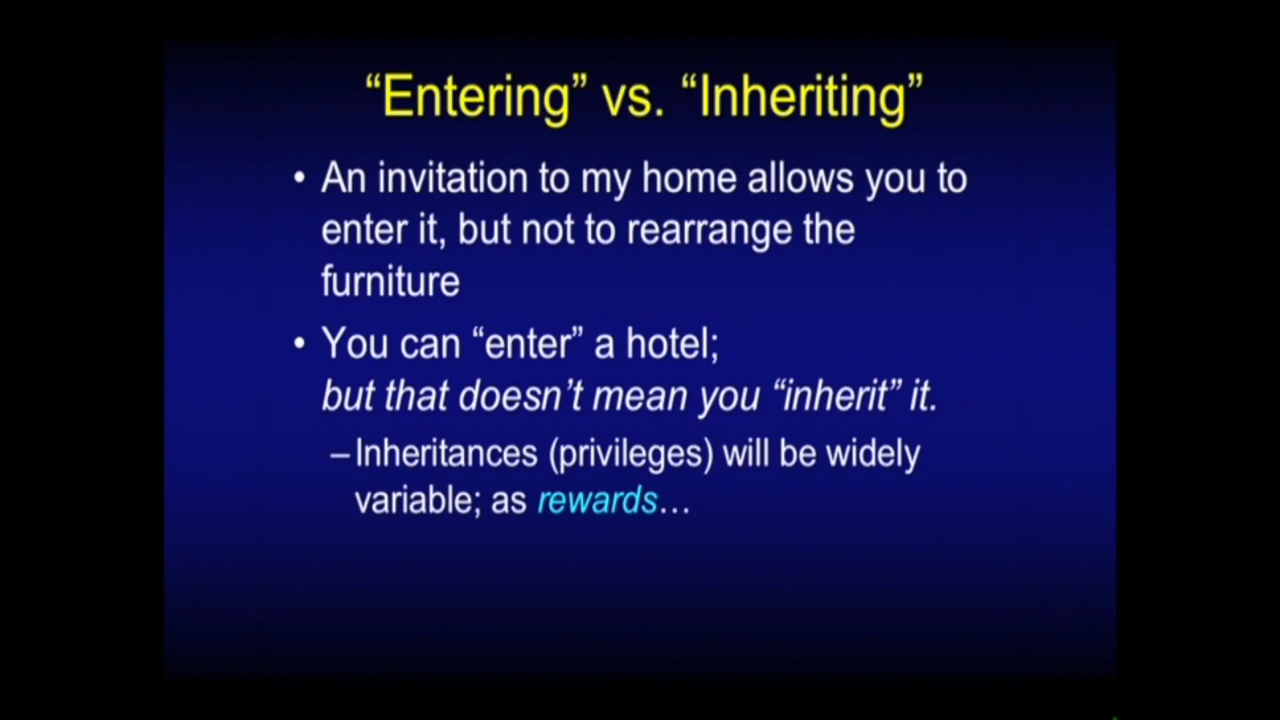 “Entering” vs. “Inheriting”
• An invitation to my home allows you to
enter it, but not to rearrange the
furniture
• You can “enter” a hotel;
but that doesn’t mean you “inherit” it.
– Inheritances (privileges) will be widely
variable; as rewards…